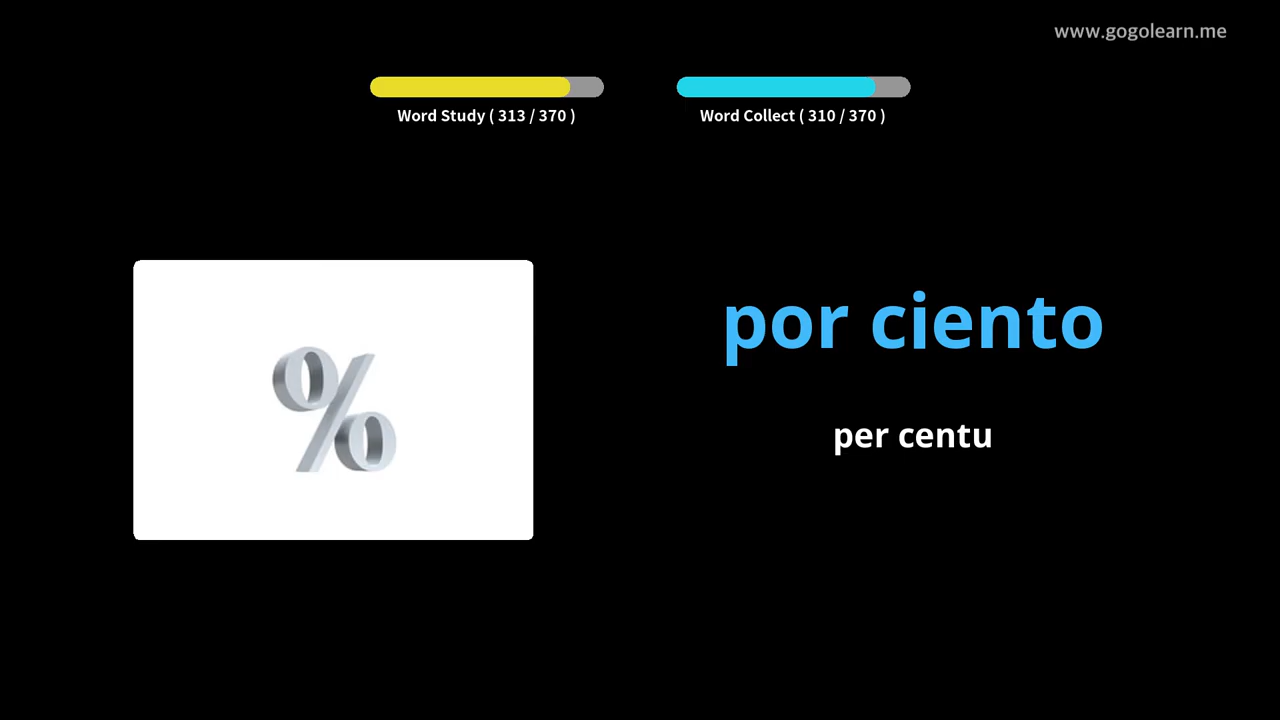 www.gogolearn.me
Word Study ( 313 / 370 )
Word Collect ( 310 / 370 )
%
por ciento
per centu